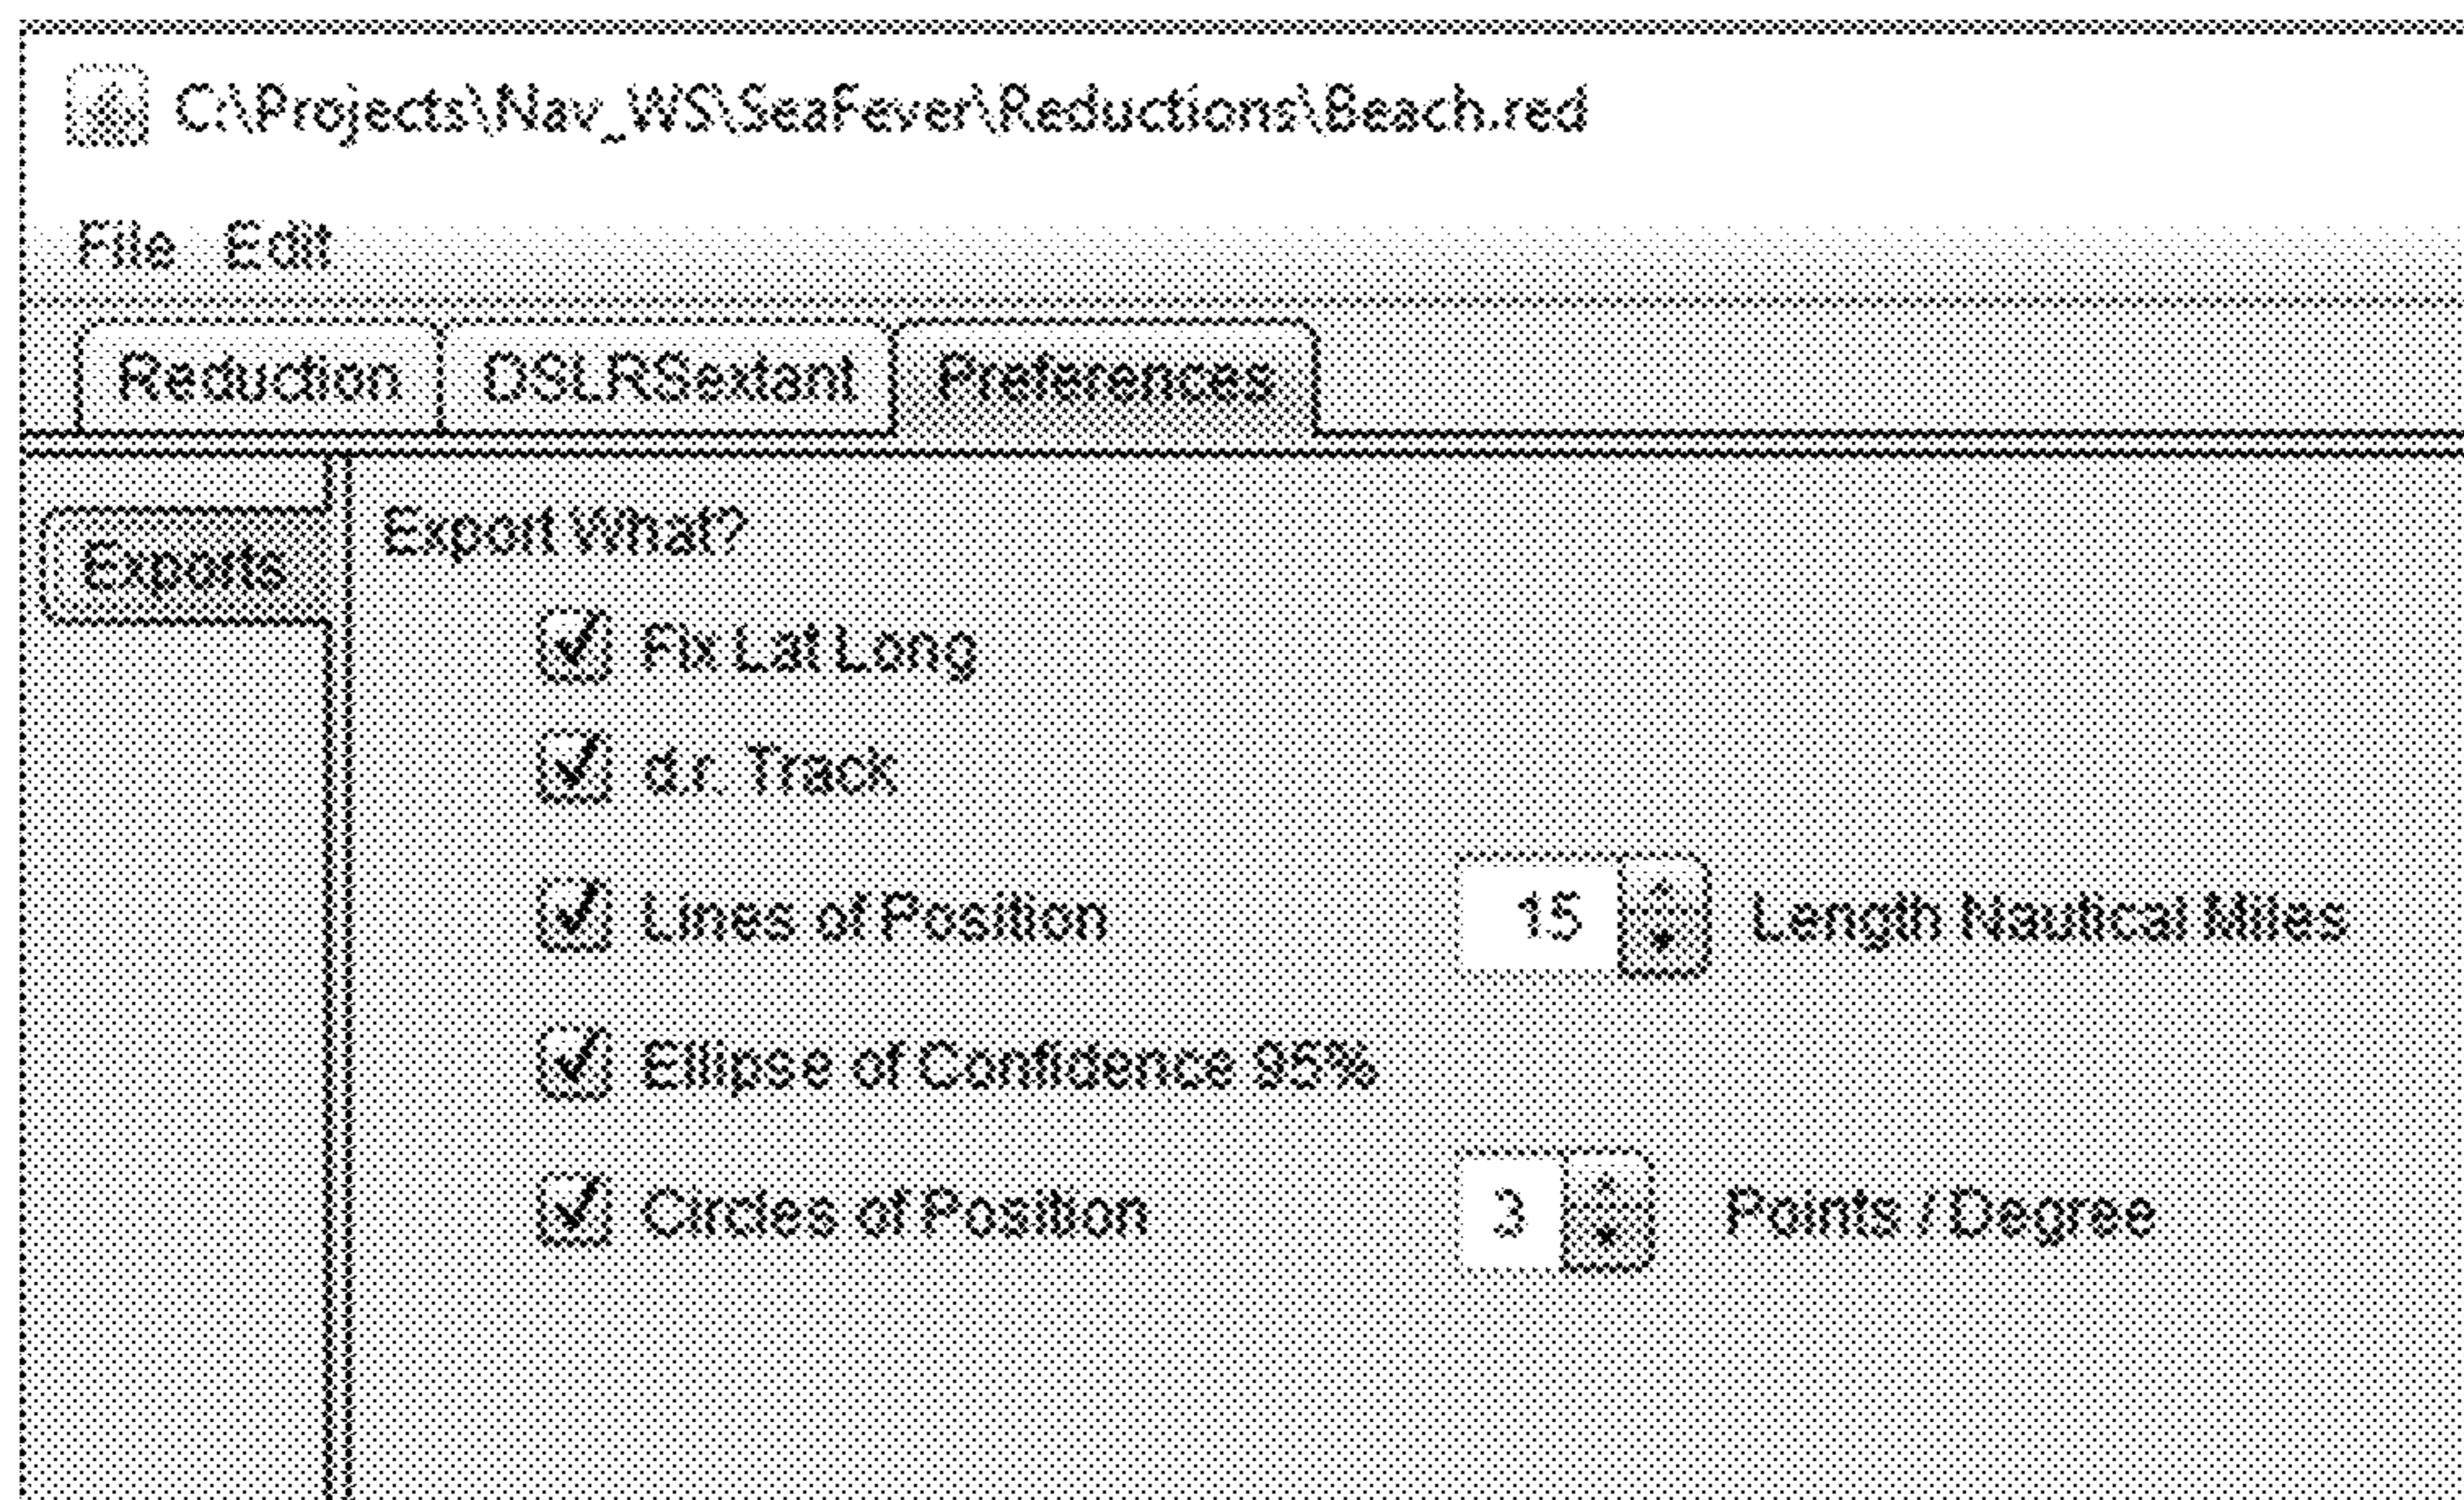 C:\Projects\Nav_WS\SeaFever\Reductions\Beach.red
File Edit
Reduction DSLRSextant Preferences
Exports
Export What?
Fix Lat Long
d.r. Track
Lines of Position 15 Length Nautical Miles
Ellipse of Confidence 95%
Circles of Position 3 Points / Degree